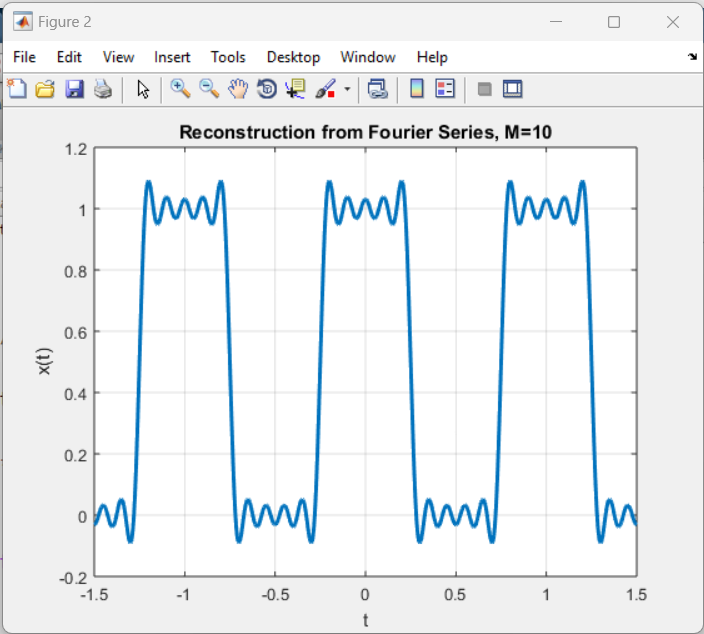 Figure 2
File Edit View Insert Tools Desktop Window Help
Reconstruction from Fourier Series, M=10
1.2
1
0.8
0.6
0.4
0.2
0
-0.2
x(t)
-1.5 -1 -0.5 0 0.5 1 1.5
t